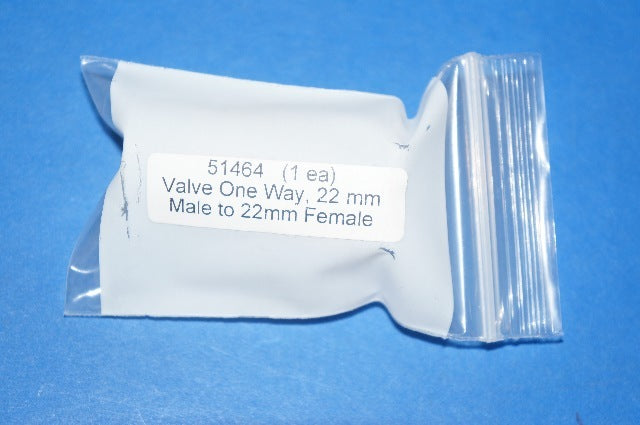 51464 (1 ea)
Valve One Way, 22 mm
Male to 22mm Female